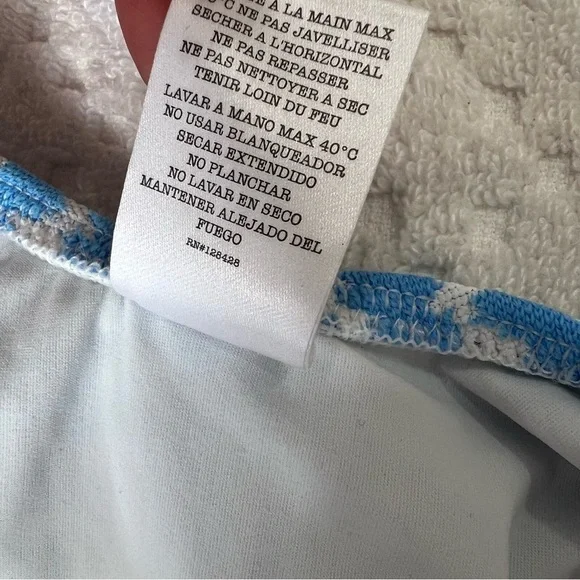 À LA MAIN MAX
°C NE PAS JAVELLISER
SECHER A L'HORIZONTAL
NE PAS REPASSER
NE PAS NETTOYER A SEC
TENIR LOIN DU FEU
LAVAR A MANO MAX 40°C
NO USAR BLANQUEADOR
SECAR EXTENDIDO
NO PLANCHAR
NO LAVAR EN SECO
MANTENER ALEJADO DEL
FUEGO
RN#128428